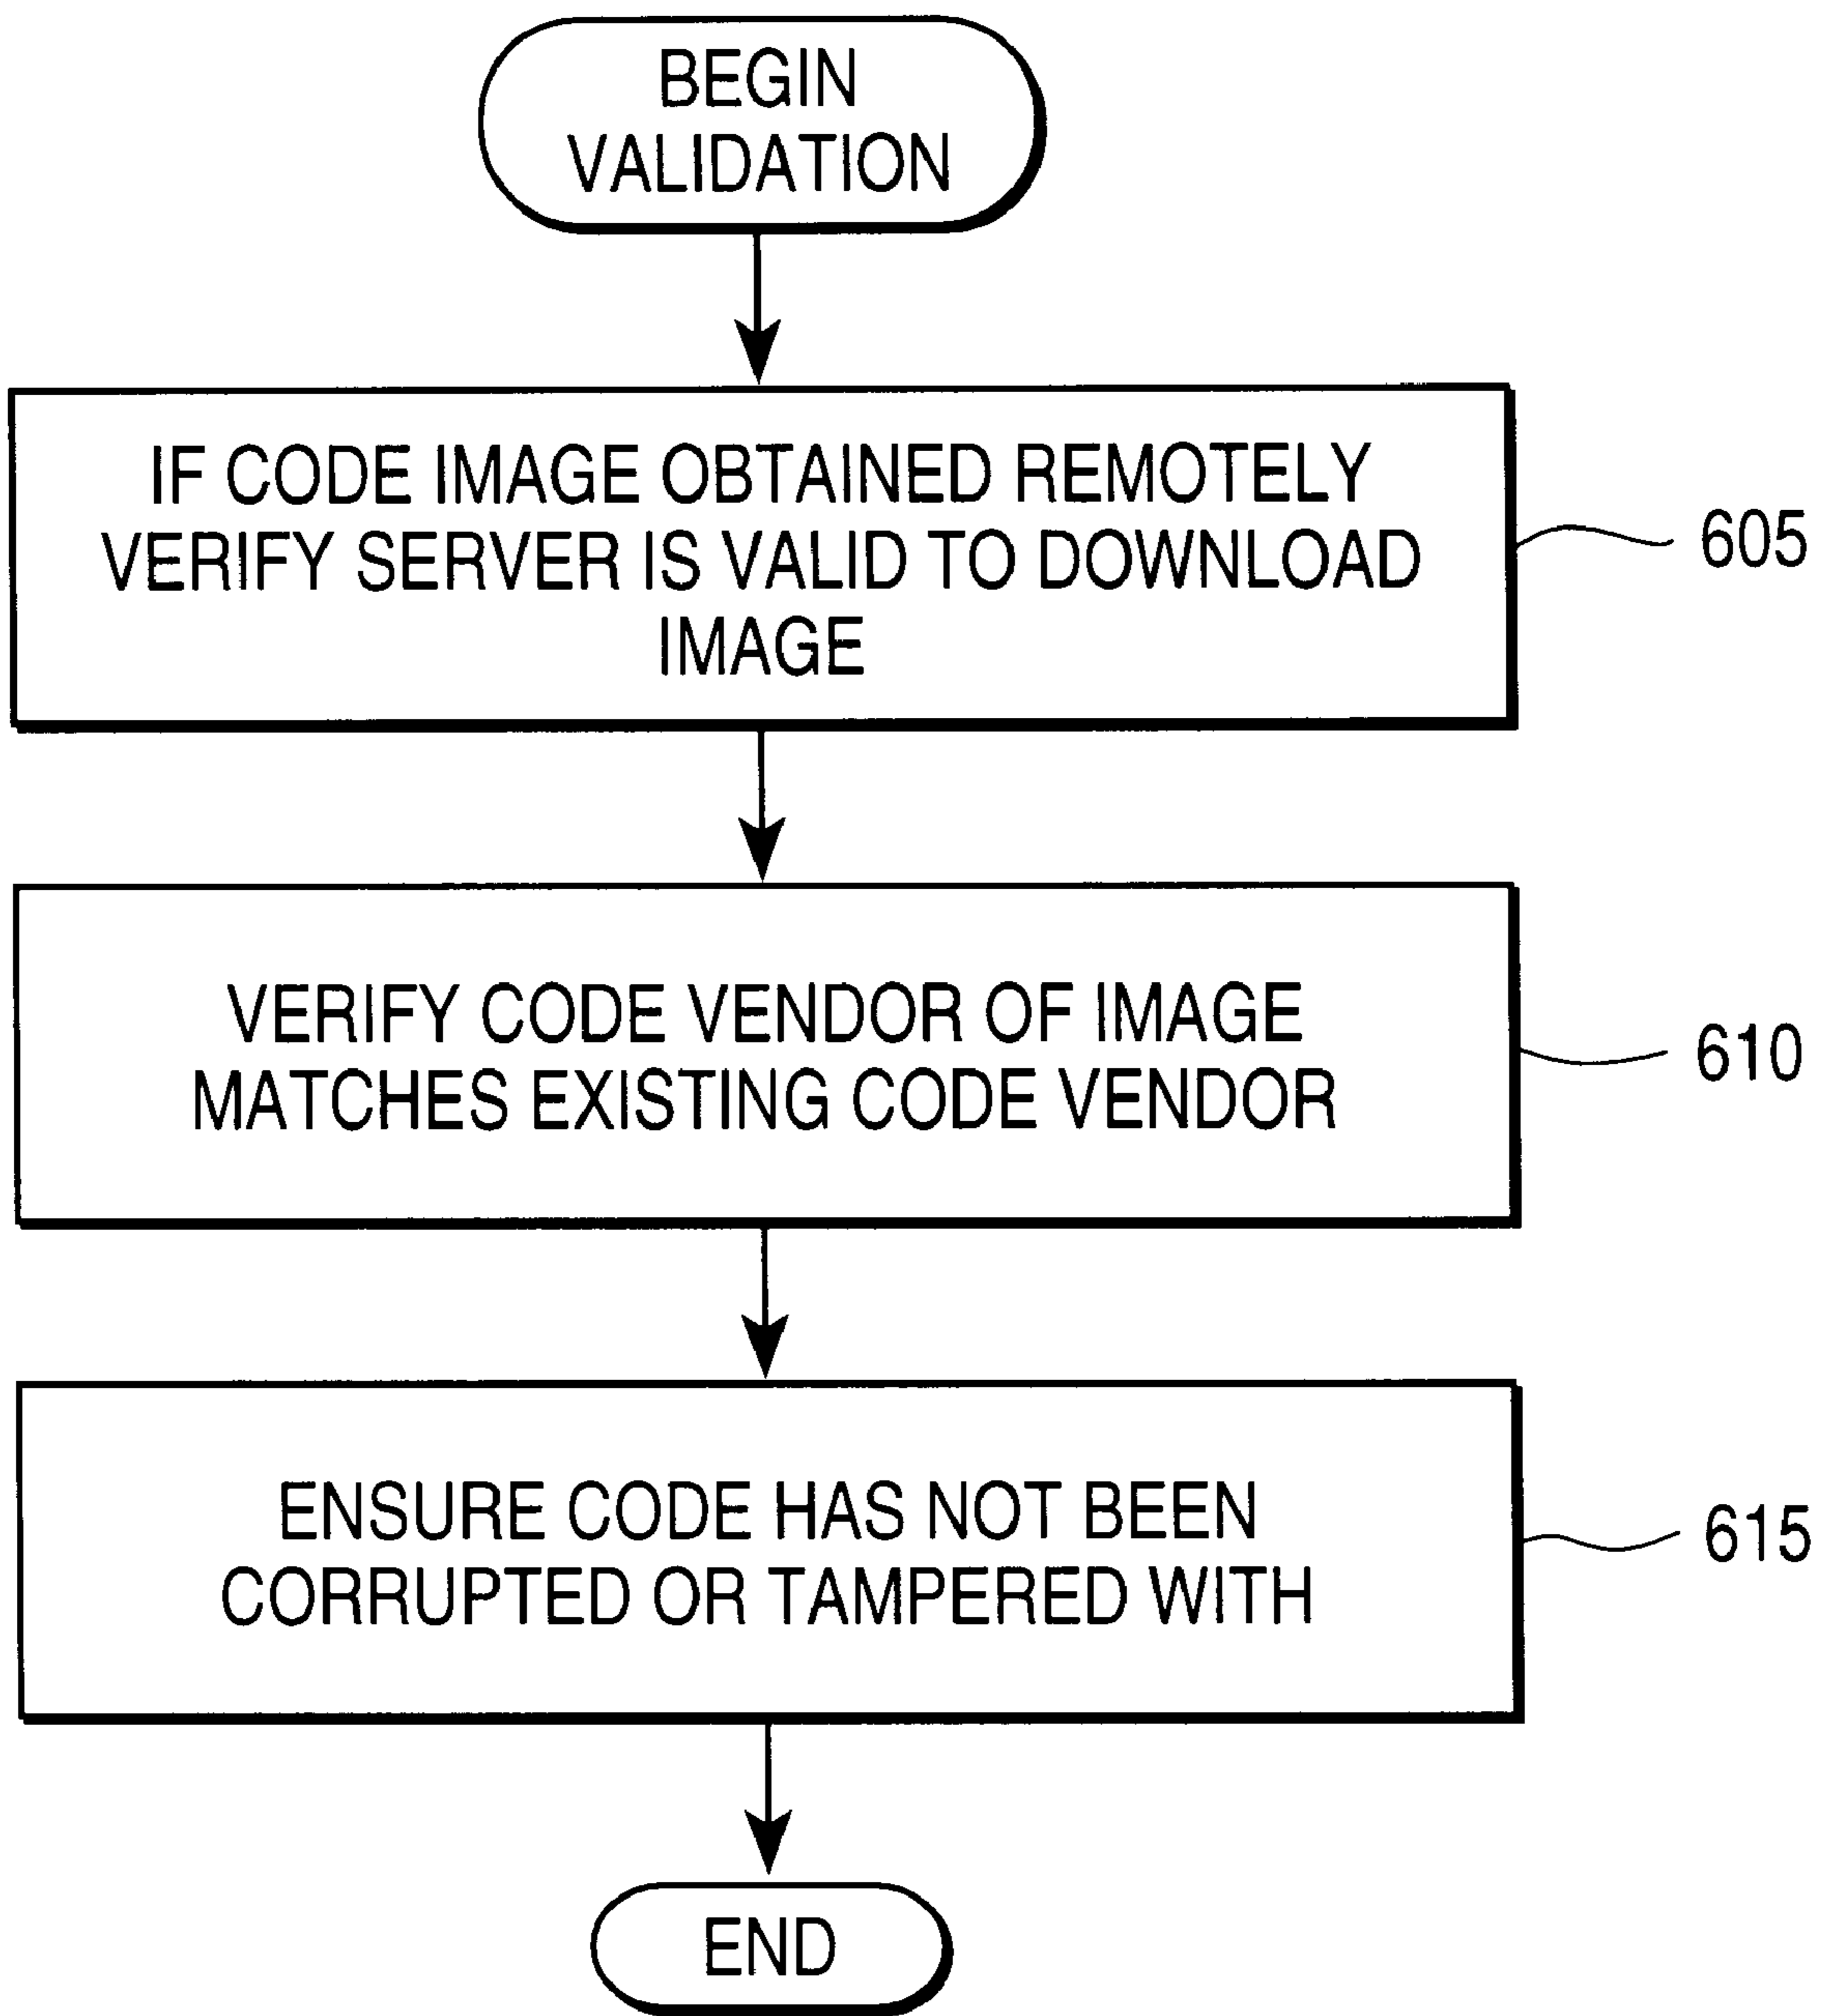 BEGIN
VALIDATION
IF CODE IMAGE OBTAINED REMOTELY
VERIFY SERVER IS VALID TO DOWNLOAD
IMAGE
605
VERIFY CODE VENDOR OF IMAGE
MATCHES EXISTING CODE VENDOR
610
ENSURE CODE HAS NOT BEEN
CORRUPTED OR TAMPERED WITH
615
END